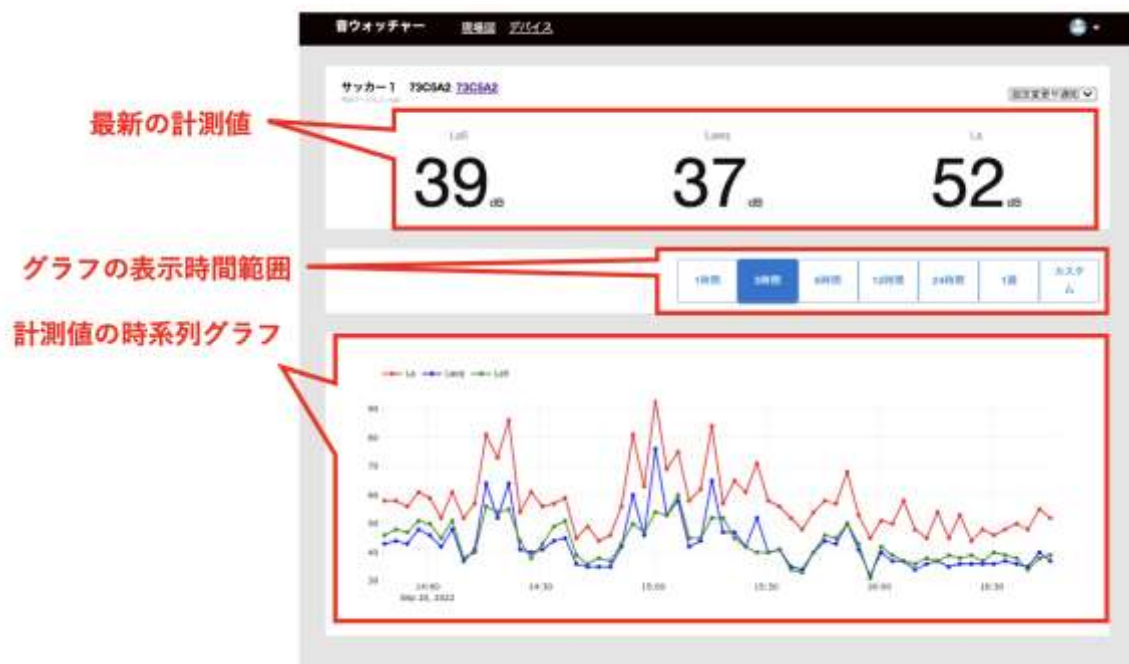 音ウォッチャー 現場図 デバイス
サッカー1 73C5A2 73C5A2
最新の計測値
Leq
La
39 dB
37 dB
52 dB
グラフの表示時間範囲
1時間 3時間 6時間 12時間 24時間 1週 カスタム
計測値の時系列グラフ
90
80
70
60
50
40
30
14:30 15:00 15:30 16:00 16:30
Sep 20, 2022